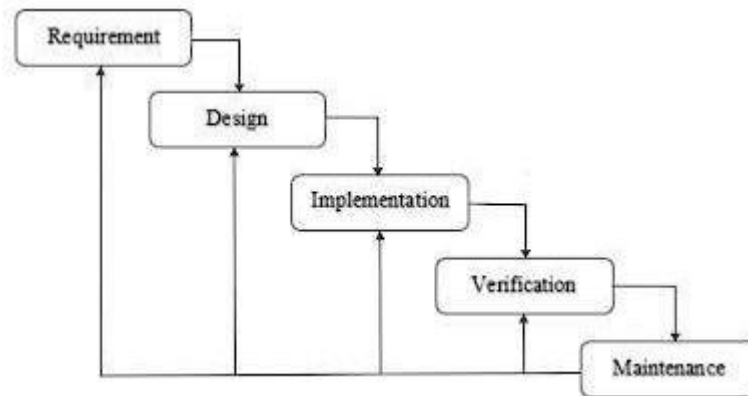 Requirement
Design
Implementation
Verification
Maintenance